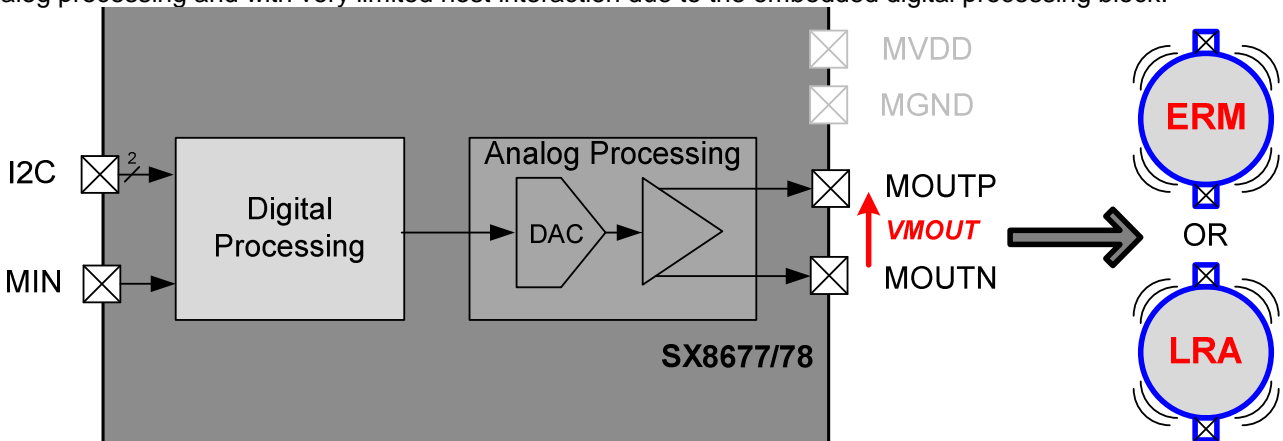 alog processing and with very limited host interaction due to the embedded digital processing block.
MVDD
MGND
ERM
I2C
2
Digital
Processing
Analog Processing
DAC
MOUTP
VMOUT
MOUTN
OR
MIN
SX8677/78
LRA